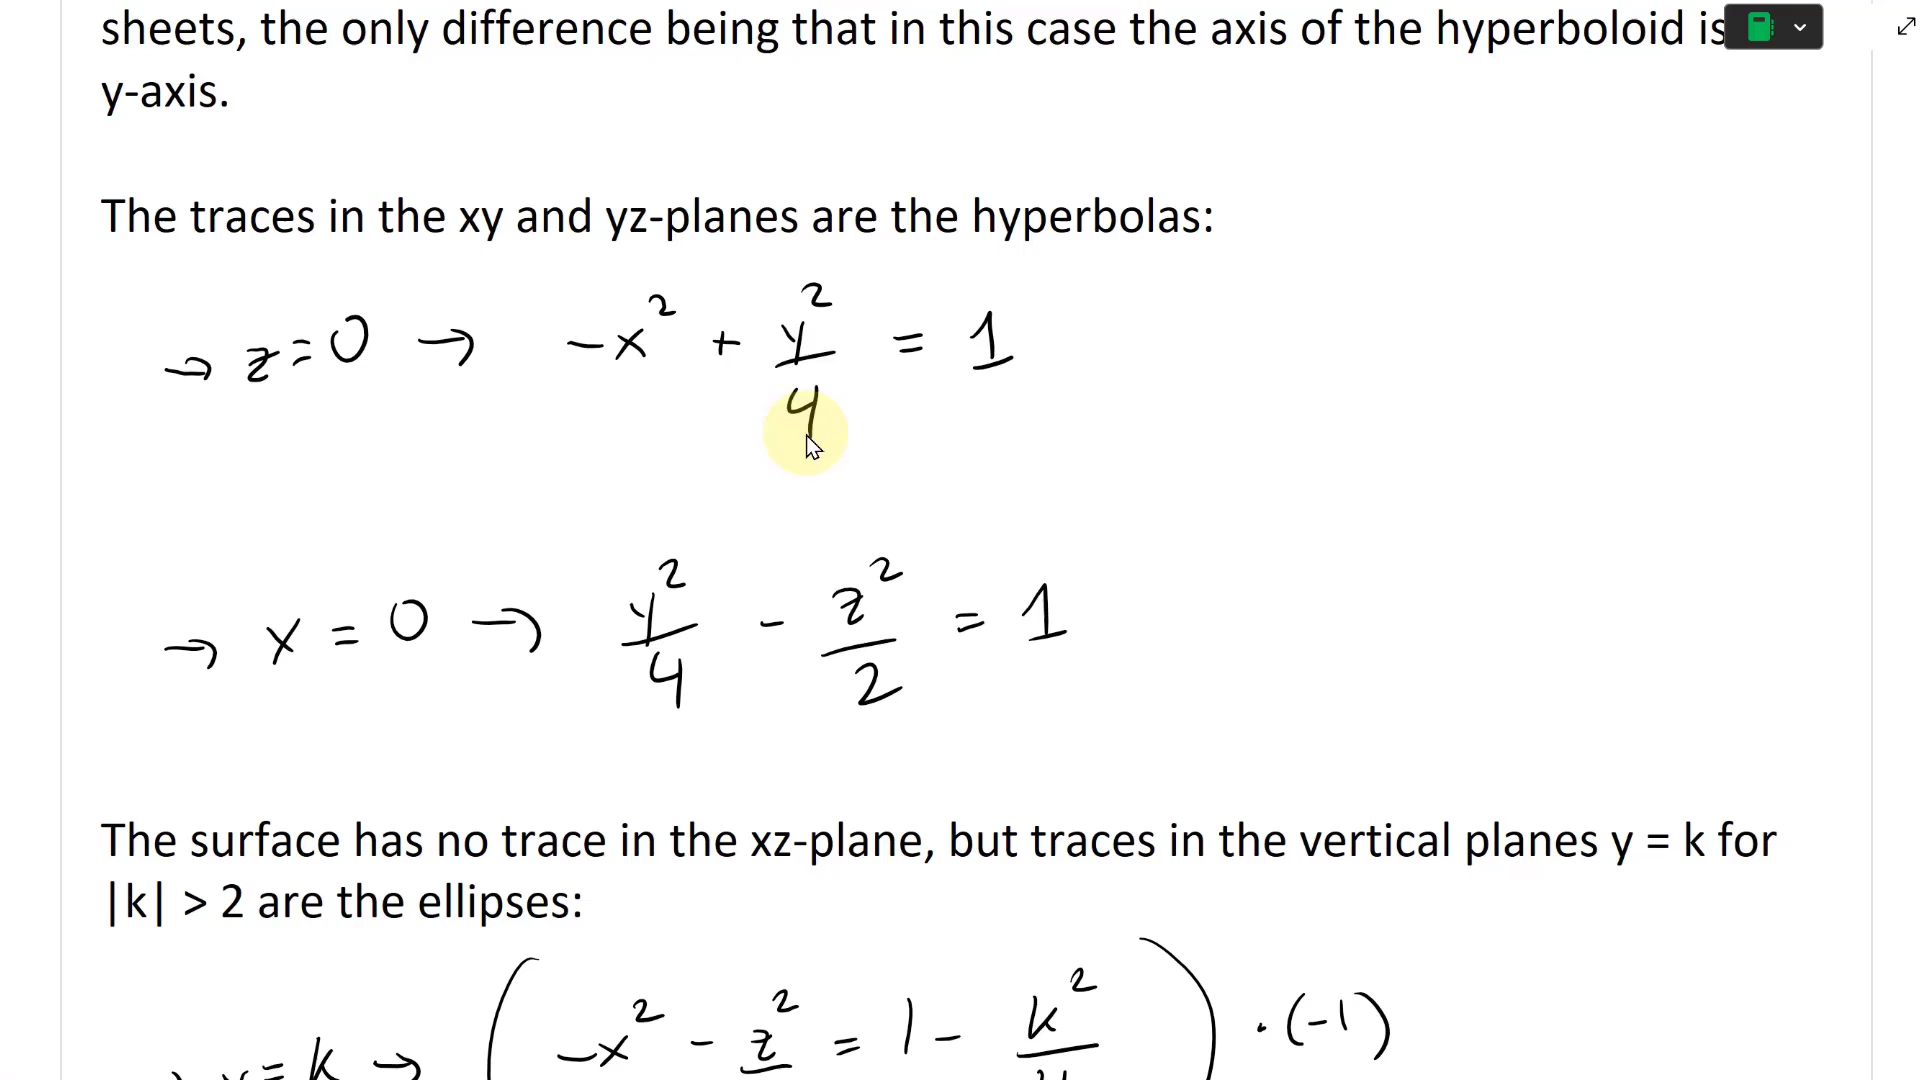 sheets, the only difference being that in this case the axis of the hyperboloid is
y-axis.
The traces in the xy and yz-planes are the hyperbolas:
→ z = 0 → -x² + y²/4 = 1
→ x = 0 → y²/4 - z²/2 = 1
The surface has no trace in the xz-plane, but traces in the vertical planes y = k for
|k| > 2 are the ellipses:
y = k → ( -x² - z² = 1 - k² ) · (-1)